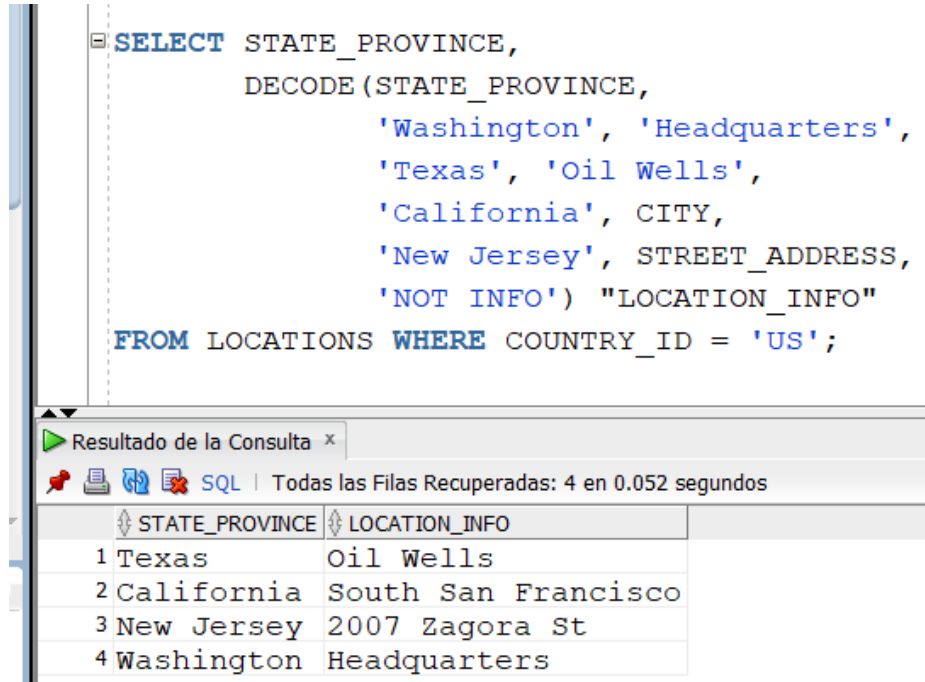 SELECT STATE_PROVINCE,
DECODE(STATE_PROVINCE,
'Washington', 'Headquarters',
'Texas', 'Oil Wells',
'California', CITY,
'New Jersey', STREET_ADDRESS,
'NOT INFO') "LOCATION_INFO"
FROM LOCATIONS WHERE COUNTRY_ID = 'US';
Resultado de la Consulta x
SQL | Todas las Filas Recuperadas: 4 en 0.052 segundos
STATE_PROVINCE LOCATION_INFO
1 Texas Oil Wells
2 California South San Francisco
3 New Jersey 2007 Zagora St
4 Washington Headquarters